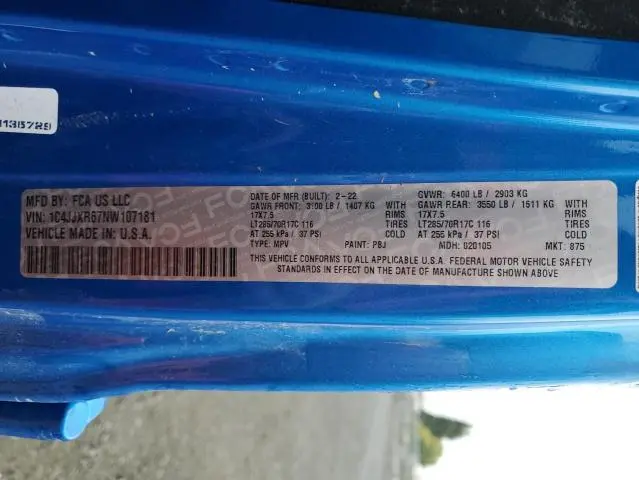 MFD BY: FCA US LLC
VIN: 1C4JJXR67NW107181
VEHICLE MADE IN: U.S.A.
DATE OF MFR (BUILT): 2-22
GAWR FRONT: 3100 LB / 1407 KG
17X7.5 RIMS
LT285/70R17C 116 TIRES
AT 255 kPa / 37 PSI COLD
TYPE: MPV PAINT: PBJ
GVWR: 6400 LB / 2903 KG
GAWR REAR: 3550 LB / 1511 KG
17X7.5 RIMS
LT285/70R17C 116 TIRES
AT 255 kPa / 37 PSI COLD
MDH: 020105 MKT: 875
THIS VEHICLE CONFORMS TO ALL APPLICABLE U.S.A. FEDERAL MOTOR VEHICLE SAFETY
STANDARDS IN EFFECT ON THE DATE OF MANUFACTURE SHOWN ABOVE